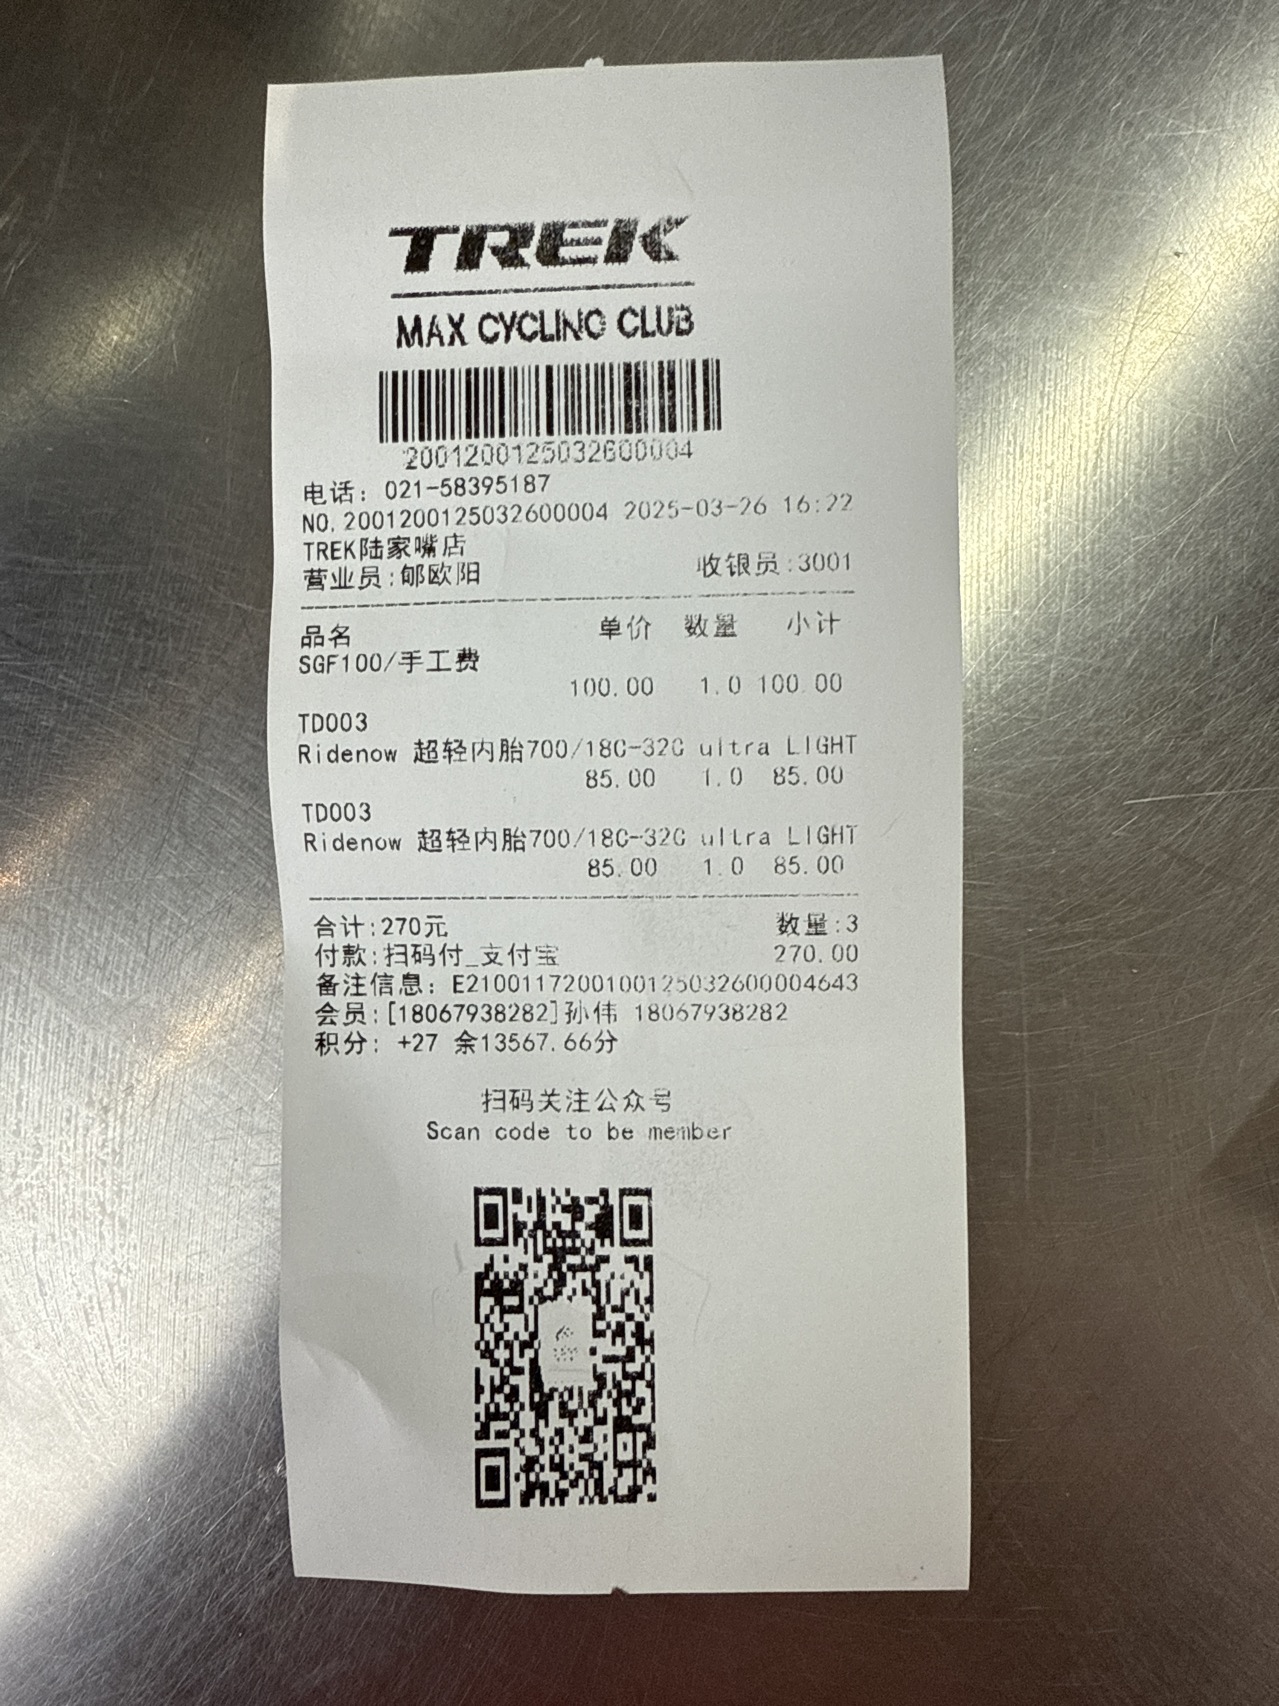 TREK
MAX CYCLING CLUB
2001200125032600004
电话: 021-58395187
NO.2001200125032600004 2025-03-26 16:22
TREK陆家嘴店
营业员:郇欧阳 收银员:3001
品名 单价 数量 小计
SGF100/手工费
100.00 1.0 100.00
TD003
Ridenow 超轻内胎700/18C-32C ultra LIGHT
85.00 1.0 85.00
TD003
Ridenow 超轻内胎700/18C-32C ultra LIGHT
85.00 1.0 85.00
合计:270元 数量:3
付款:扫码付_支付宝 270.00
备注信息: E2100117200100125032600004643
会员:[18067938282]孙伟 18067938282
积分: +27 余13567.66分
扫码关注公众号
Scan code to be member